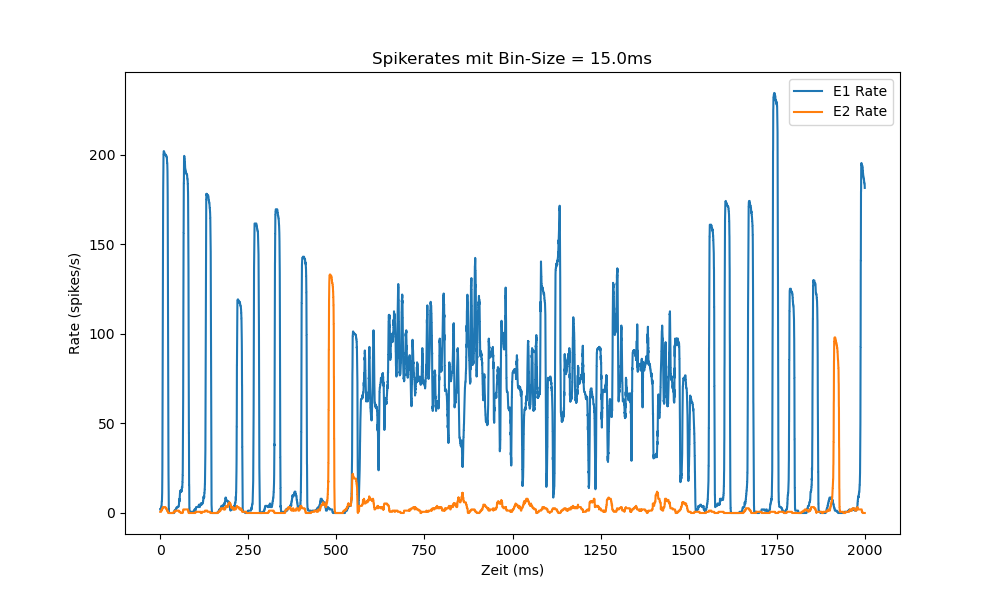 Spikerates mit Bin-Size = 15.0ms
E1 Rate
E2 Rate
Rate (spikes/s)
200
150
100
50
0
0 250 500 750 1000 1250 1500 1750 2000
Zeit (ms)